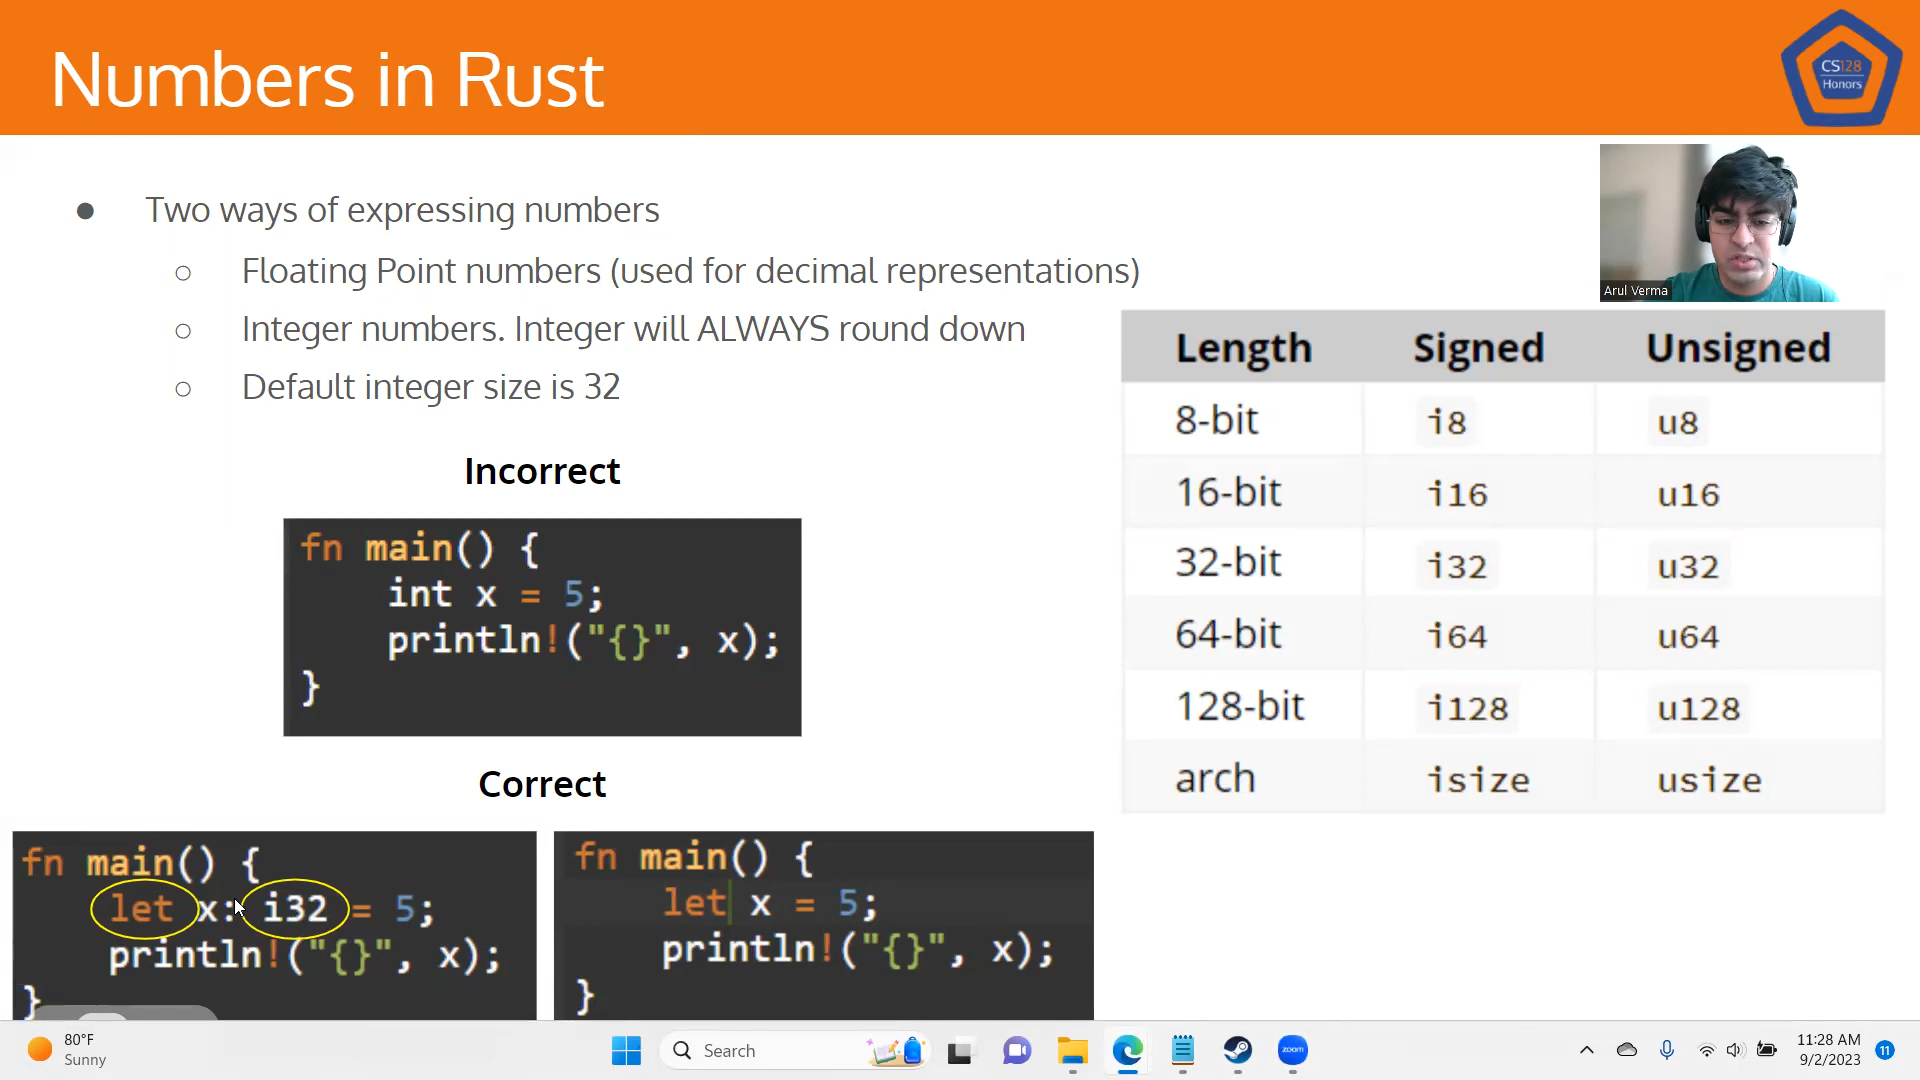 Numbers in Rust
CS128
Honors
● Two ways of expressing numbers
○ Floating Point numbers (used for decimal representations)
○ Integer numbers. Integer will ALWAYS round down
○ Default integer size is 32
Arul Verma
Length Signed Unsigned
8-bit i8 u8
16-bit i16 u16
32-bit i32 u32
64-bit i64 u64
128-bit i128 u128
arch isize usize
Incorrect
fn main() {
    int x = 5;
    println!("{}", x);
}
Correct
fn main() {
    let x: i32 = 5;
    println!("{}", x);
}
fn main() {
    let x = 5;
    println!("{}", x);
}
80°F
Sunny
Search
zoom
11:28 AM
9/2/2023
11